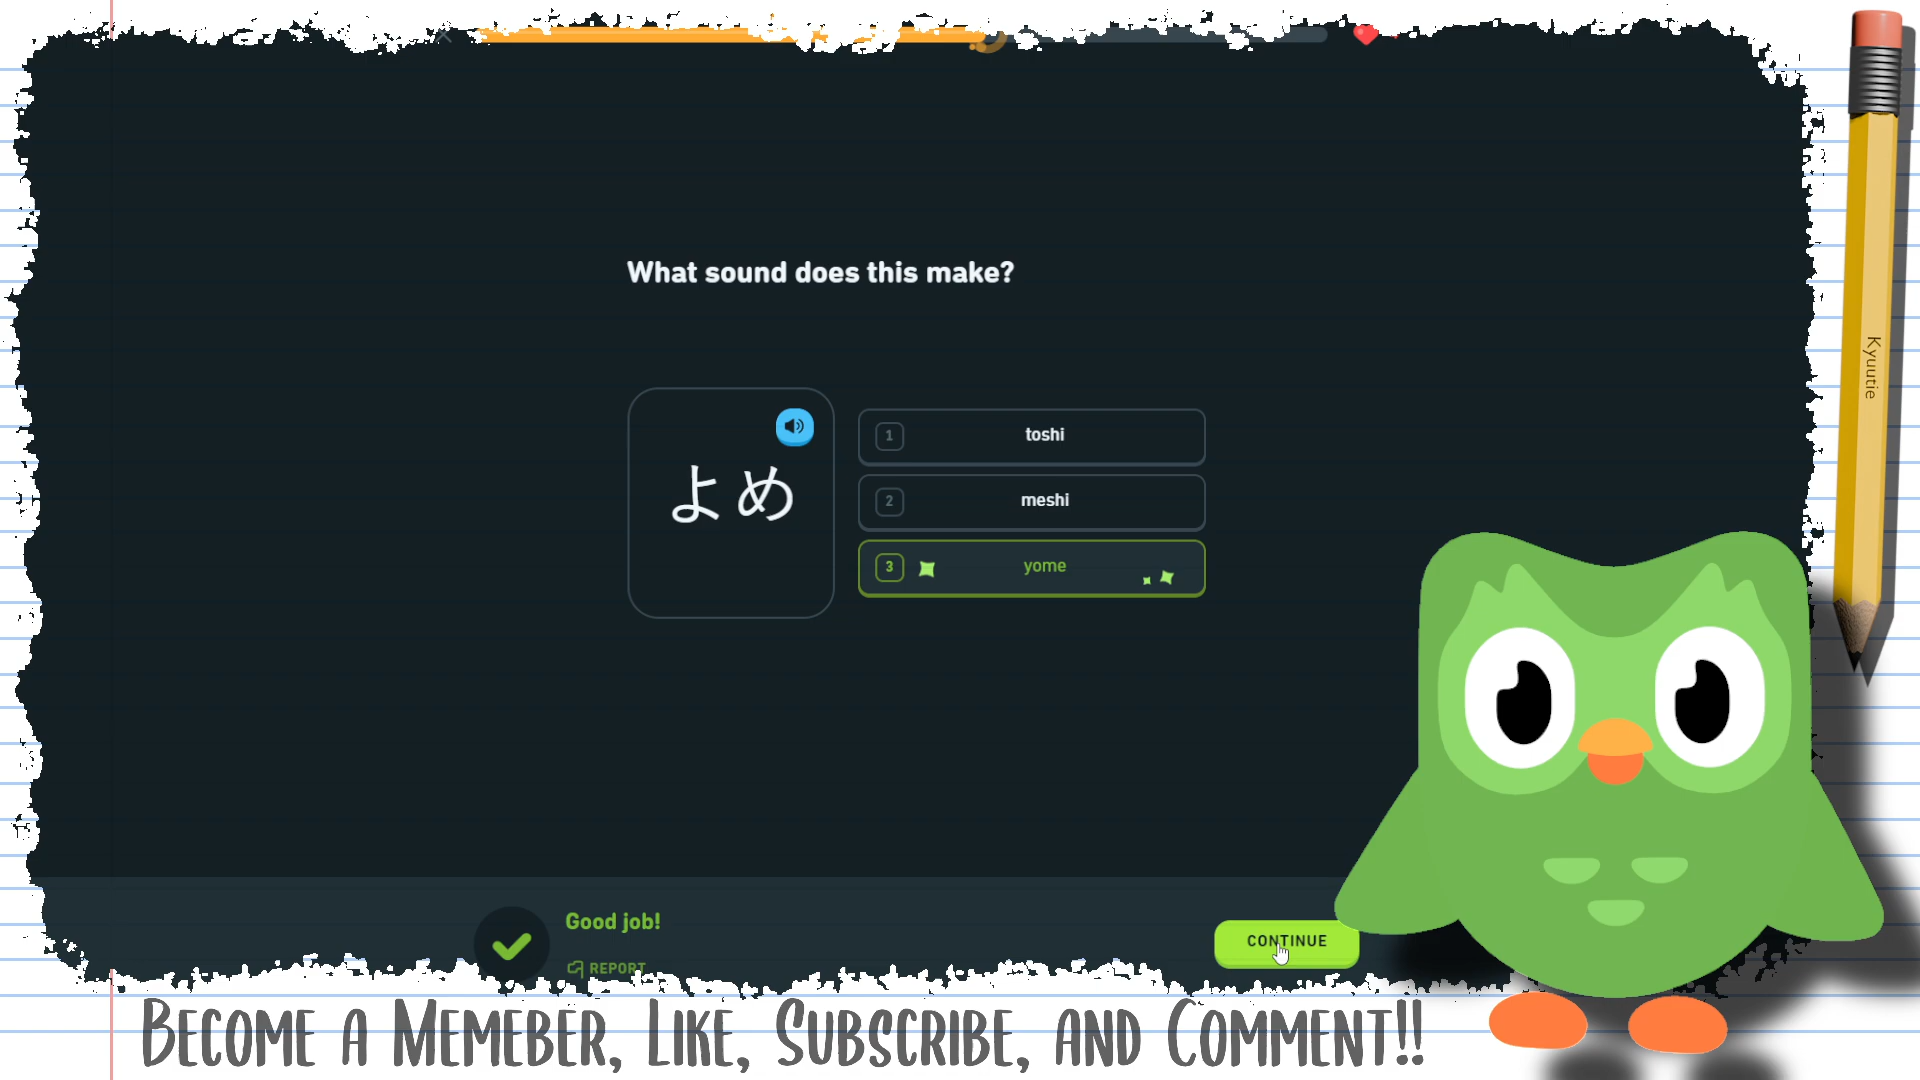 What sound does this make?
よめ
1 toshi
2 meshi
3 yome
Good job!
REPORT
CONTINUE
Kyuutie
BECOME A MEMEBER, LIKE, SUBSCRIBE, AND COMMENT!!